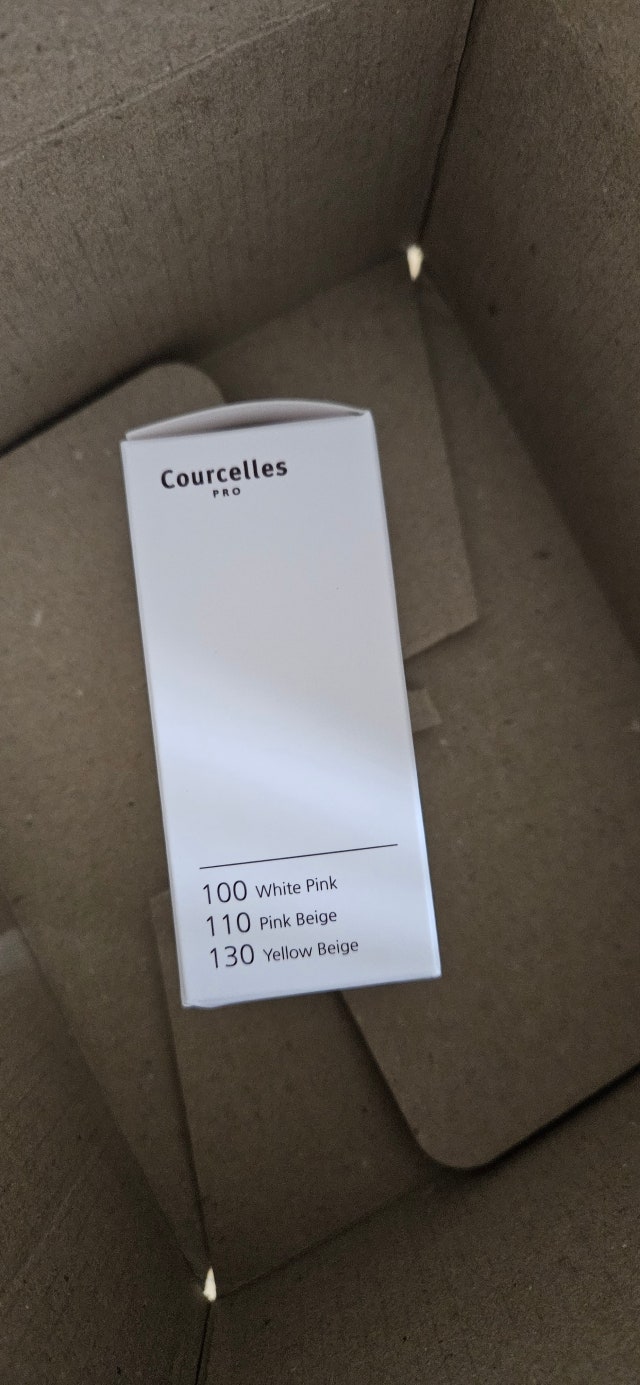 Courcelles
PRO
100 White Pink
110 Pink Beige
130 Yellow Beige